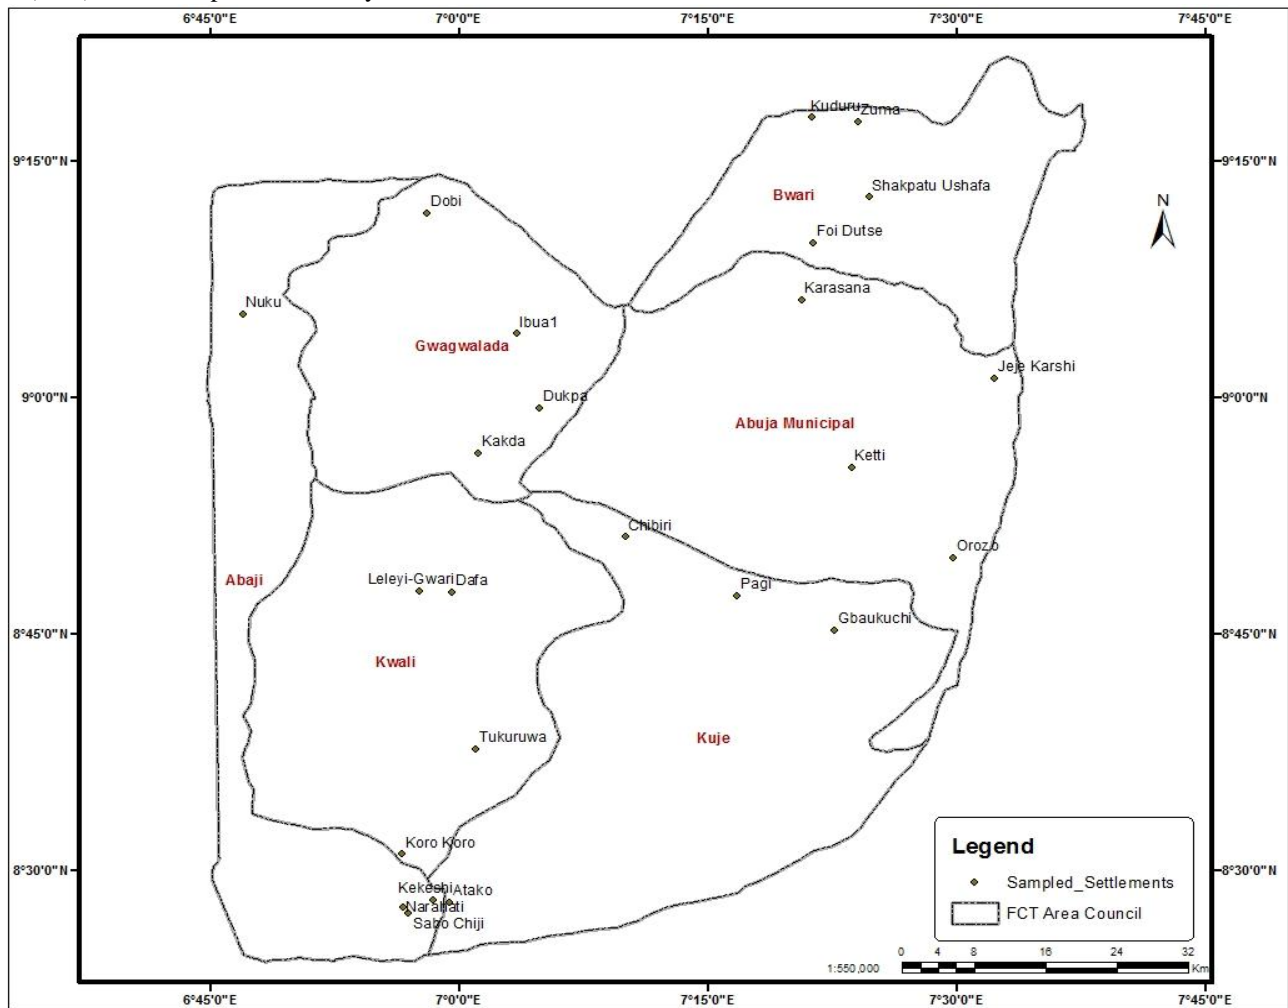 6°45'0"E 7°0'0"E 7°15'0"E 7°30'0"E 7°45'0"E
Kuduru Zuma
9°15'0"N 9°15'0"N
Shakpatu Ushafa
Bwari
Dobi
N
Foi Dutse
Karasana
Nuku
Ibua1
Gwagwalada
Jeje Karshi
9°0'0"N 9°0'0"N
Dukpa
Abuja Municipal
Kakda
Ketti
Chibiri
Orozo
Abaji
Leleyi-Gwari Dafa
Pagi
Gbaukuchi
8°45'0"N 8°45'0"N
Kwali
Tukuruwa
Kuje
Koro Koro
Legend
8°30'0"N 8°30'0"N
Sampled_Settlements
Kekeshi Atako
Narahati
FCT Area Council
Sabo Chiji
0 4 8 16 24 32
1:550,000 Km
6°45'0"E 7°0'0"E 7°15'0"E 7°30'0"E 7°45'0"E